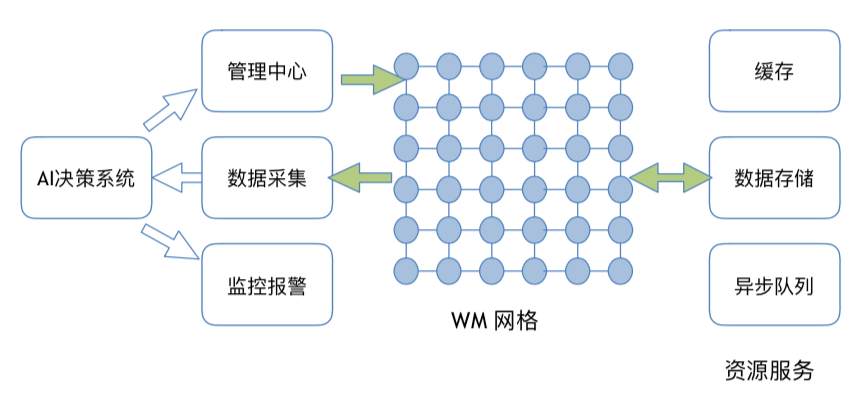 管理中心
缓存
AI决策系统
数据采集
数据存储
监控报警
异步队列
WM 网格
资源服务